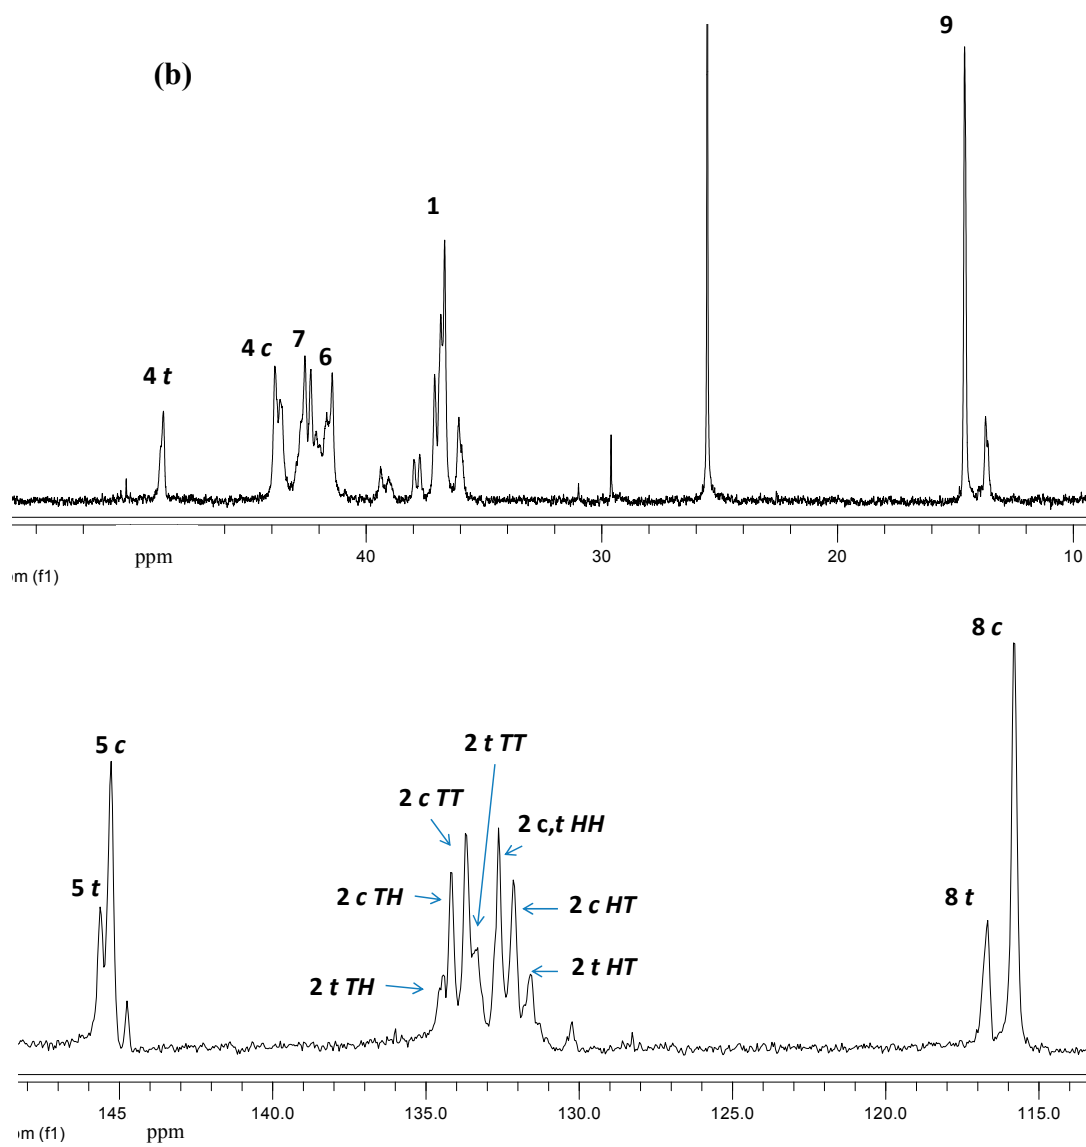 9
(b)
1
4 c
7
6
4 t
ppm
40
30
20
10
m (f1)
8 c
5 c
2 t TT
2 c TT
2 c,t HH
5 t
2 c TH
2 c HT
8 t
2 t HT
2 t TH
145
140.0
135.0
130.0
125.0
120.0
115.0
m (f1)
ppm